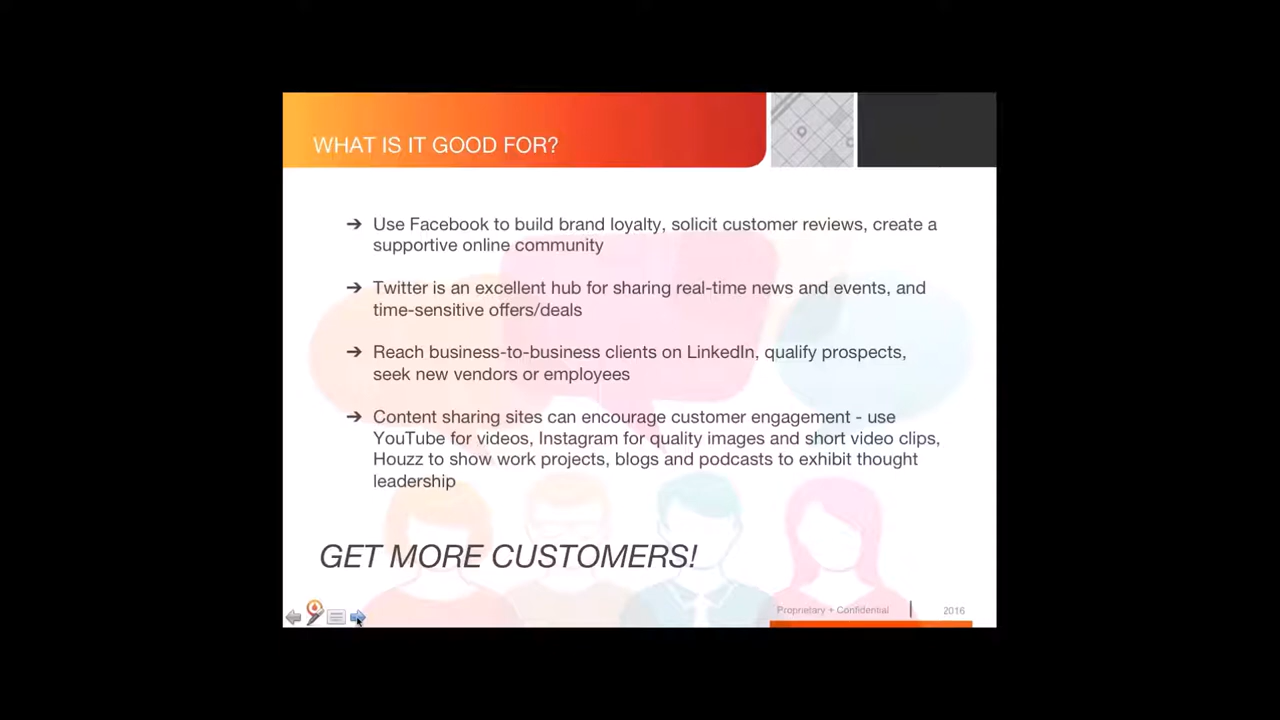 WHAT IS IT GOOD FOR?
➔ Use Facebook to build brand loyalty, solicit customer reviews, create a
supportive online community
➔ Twitter is an excellent hub for sharing real-time news and events, and
time-sensitive offers/deals
➔ Reach business-to-business clients on LinkedIn, qualify prospects,
seek new vendors or employees
➔ Content sharing sites can encourage customer engagement - use
YouTube for videos, Instagram for quality images and short video clips,
Houzz to show work projects, blogs and podcasts to exhibit thought
leadership
GET MORE CUSTOMERS!
Proprietary + Confidential | 2016